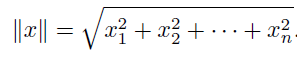 ‖x‖ = √(x₁² + x₂² + ⋯ + xₙ²).